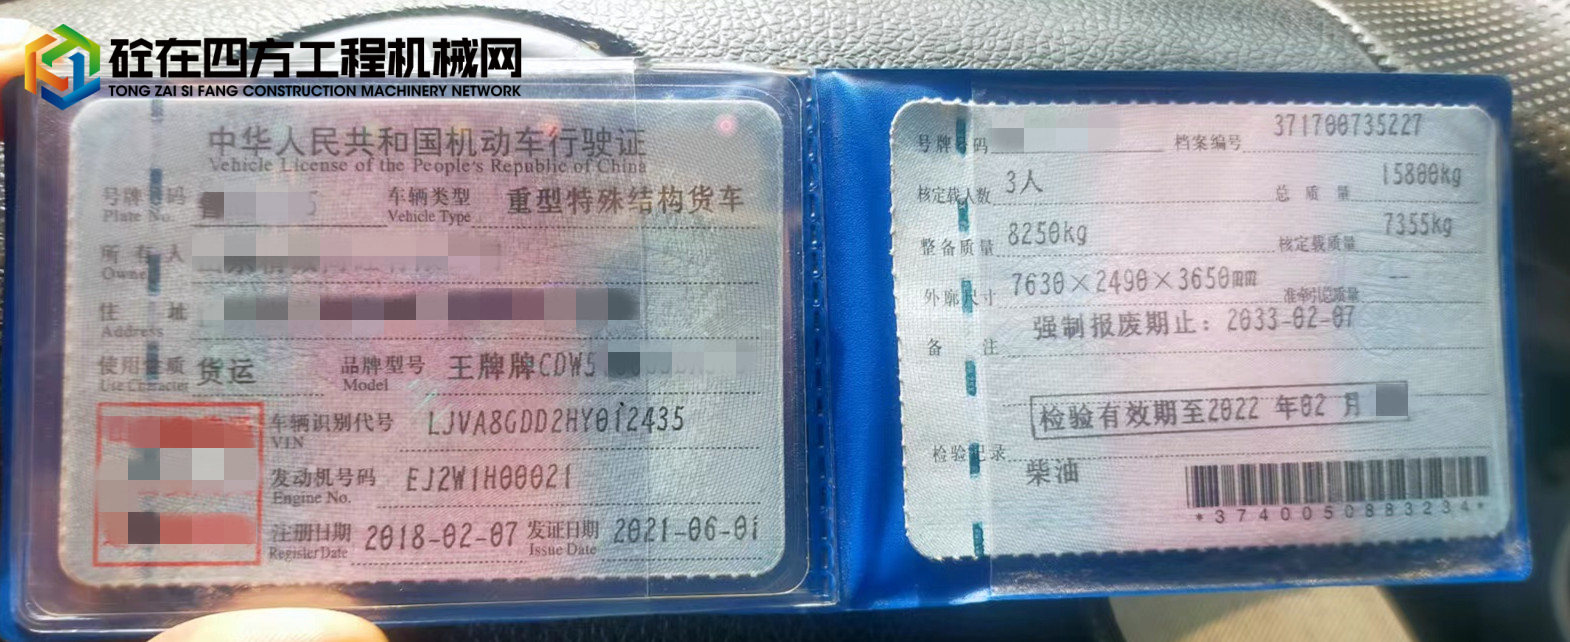 砼在四方工程机械网
TONG ZAI SI FANG CONSTRUCTION MACHINERY NETWORK
中华人民共和国机动车行驶证
Vehicle License of the People's Republic of China
号牌号码 5 车辆类型 重型特殊结构货车
Plate No. Vehicle Type
所有人
Owner
住址
Address
使用性质 货运 品牌型号 王牌牌CDW5
Use Character Model
车辆识别代号 LJVA8GDD2HY012435
VIN
发动机号码 EJ2W1H00021
Engine No.
注册日期 2018-02-07 发证日期 2021-06-01
Register Date Issue Date
号牌号码 档案编号 371700735227
核定载人数 3人 总质量 15800kg
整备质量 8250kg 核定载质量 7355kg
外廓尺寸 7630×2490×3650mm 准牵引总质量 --
备注 强制报废期止：2033-02-07
检验有效期至2022 年02 月
检验记录
柴油
*3740050883234*